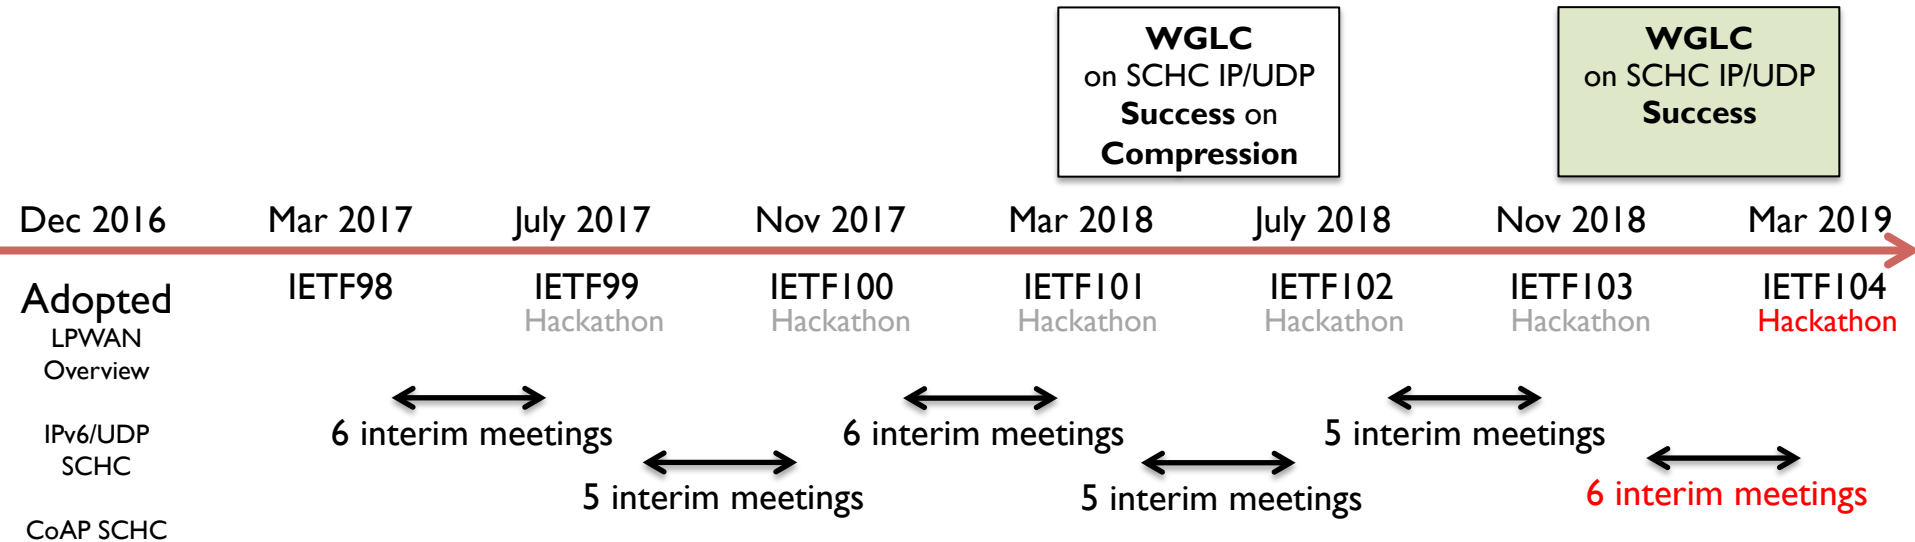 WGLC
on SCHC IP/UDP
Success on
Compression
WGLC
on SCHC IP/UDP
Success
Dec 2016
Mar 2017
July 2017
Nov 2017
Mar 2018
July 2018
Nov 2018
Mar 2019
Adopted
LPWAN
Overview
IPv6/UDP
SCHC
CoAP SCHC
IETF98
IETF99
Hackathon
IETF100
Hackathon
IETF101
Hackathon
IETF102
Hackathon
IETF103
Hackathon
IETF104
Hackathon
6 interim meetings
5 interim meetings
6 interim meetings
5 interim meetings
5 interim meetings
6 interim meetings